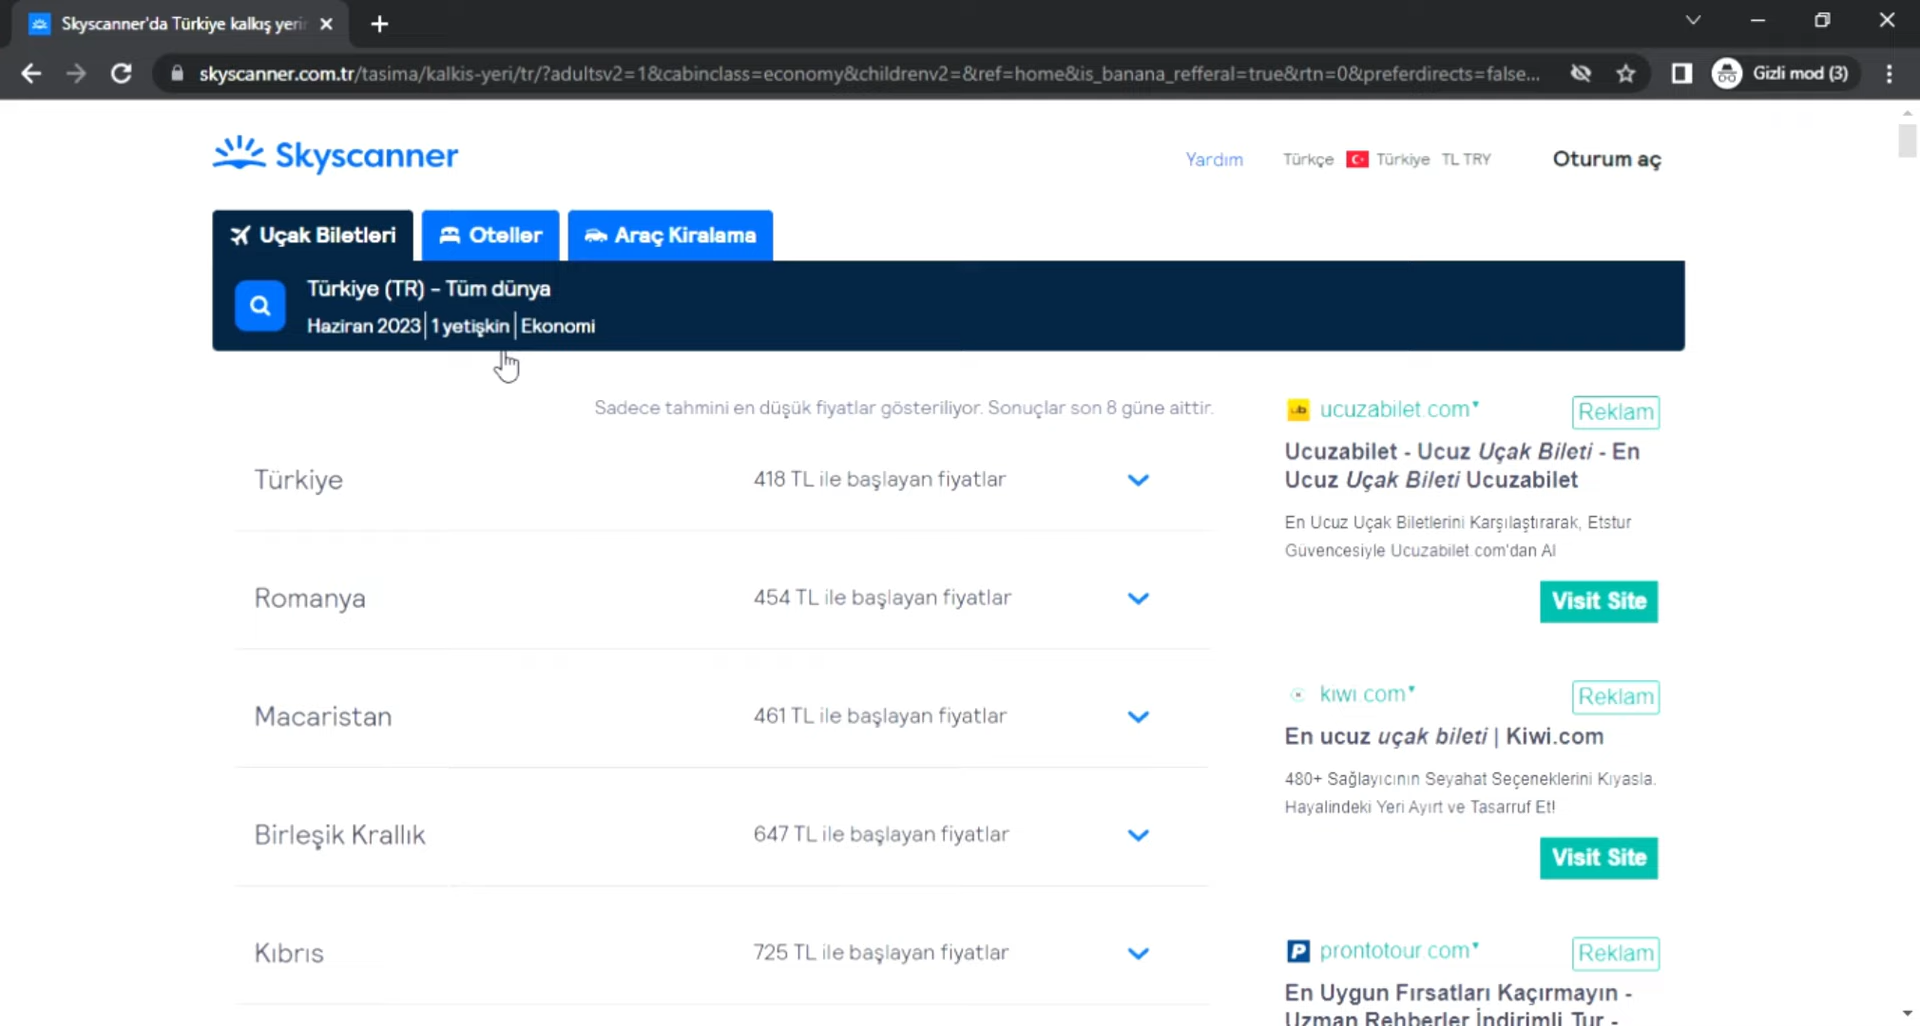 Skyscanner'da Türkiye kalkış yeri
skyscanner.com.tr/tasima/kalkis-yeri/tr/?adultsv2=1&cabinclass=economy&childrenv2=&ref=home&is_banana_refferal=true&rtn=0&preferdirects=false...
Gizli mod (3)
Skyscanner
Yardım
Türkçe
Türkiye
TL TRY
Oturum aç
Uçak Biletleri
Oteller
Araç Kiralama
Türkiye (TR) - Tüm dünya
Haziran 2023 | 1 yetişkin | Ekonomi
Sadece tahmini en düşük fiyatlar gösteriliyor. Sonuçlar son 8 güne aittir.
Türkiye
418 TL ile başlayan fiyatlar
Romanya
454 TL ile başlayan fiyatlar
Macaristan
461 TL ile başlayan fiyatlar
Birleşik Krallık
647 TL ile başlayan fiyatlar
Kıbrıs
725 TL ile başlayan fiyatlar
ucuzabilet.com
Reklam
Ucuzabilet - Ucuz Uçak Bileti - En
Ucuz Uçak Bileti Ucuzabilet
En Ucuz Uçak Biletlerini Karşılaştırarak, Etstur
Güvencesiyle Ucuzabilet.com'dan Al
Visit Site
kiwi.com
Reklam
En ucuz uçak bileti | Kiwi.com
480+ Sağlayıcının Seyahat Seçeneklerini Kıyasla.
Hayalindeki Yeri Ayırt ve Tasarruf Et!
Visit Site
prontotour.com
Reklam
En Uygun Fırsatları Kaçırmayın -
Uzman Rehberler İndirimli Tur -